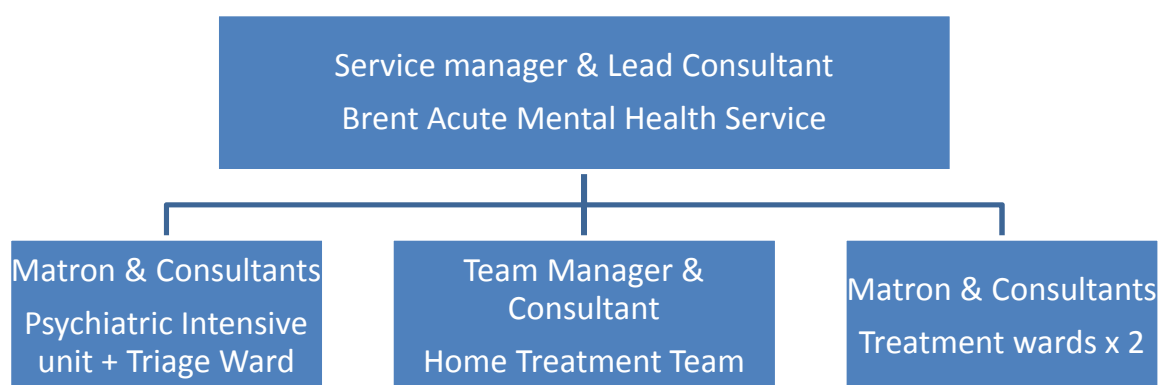 Service manager & Lead Consultant
Brent Acute Mental Health Service
Matron & Consultants
Psychiatric Intensive
unit + Triage Ward
Team Manager &
Consultant
Home Treatment Team
Matron & Consultants
Treatment wards x 2